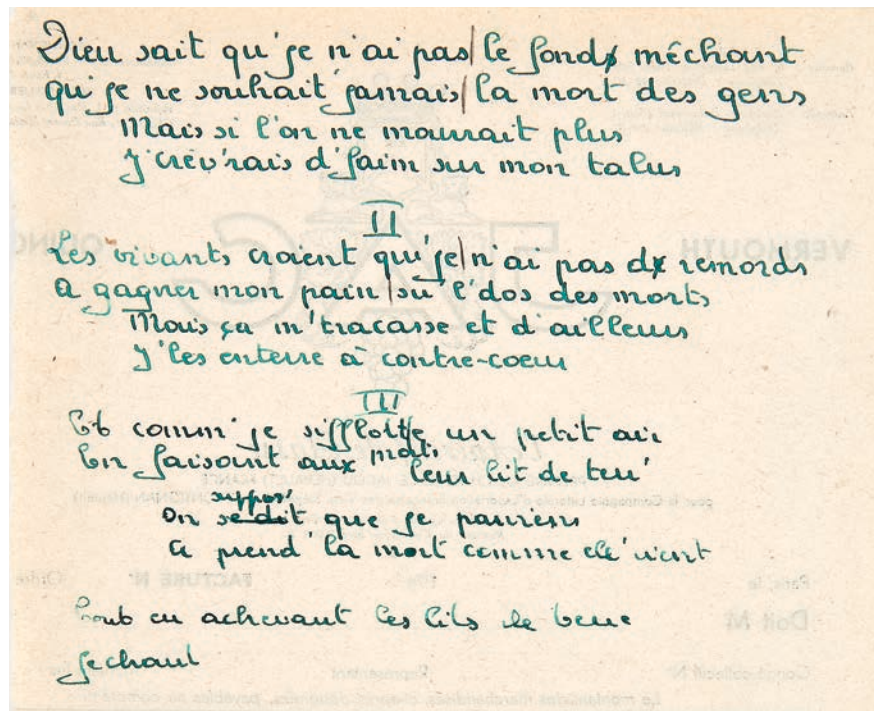 Dieu sait qu'je n'ai pas le fond méchant
qu'je ne souhait' jamais la mort des gens
Mais si l'on ne mourait plus
J'crèv'rais d'faim sur mon talus
II
Les vivants croient qu'je n'ai pas d' remords
A gagner mon pain su' l'dos des morts
Mais ça m'tracasse et d'ailleurs
J'les enterre à contre-coeur
III
Et comm' je sifflotte un petit air
En faisant aux morts leur lit de terr'
suppos'
On se dit que je parviens
A prend' la mort comme ell' vient
Tout en achevant les lits de terre
je chant